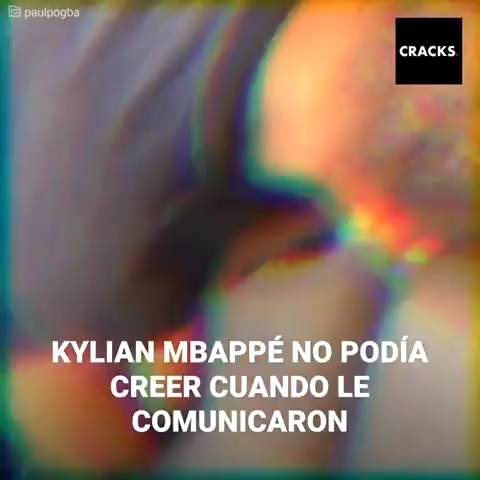 paulpogba
CRACKS.
KYLIAN MBAPPÉ NO PODÍA
CREER CUANDO LE
COMUNICARON